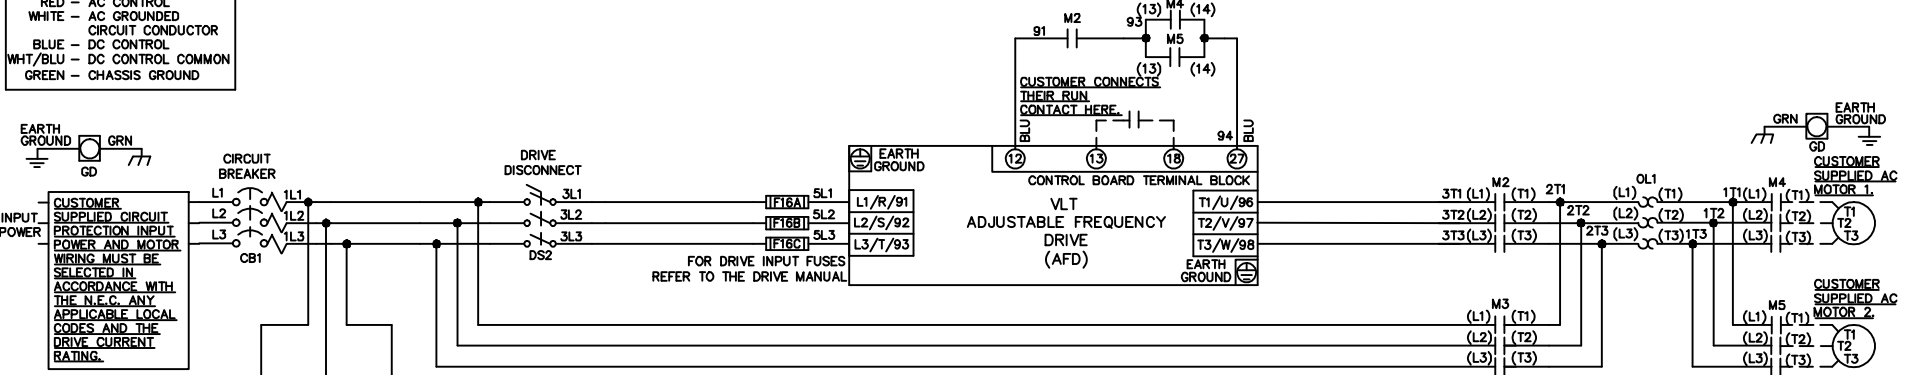 RED - AC CONTROL
WHITE - AC GROUNDED
CIRCUIT CONDUCTOR
BLUE - DC CONTROL
WHT/BLU - DC CONTROL COMMON
GREEN - CHASSIS GROUND
(13) M4 (14)
91 M2 93
M5
(13) (14)
CUSTOMER CONNECTS
THEIR RUN
CONTACT HERE.
BLU 94 BLU
12 13 18 27
CONTROL BOARD TERMINAL BLOCK
EARTH
GROUND GRN
GD
CIRCUIT
BREAKER
DRIVE
DISCONNECT
EARTH
GROUND
INPUT
POWER
CUSTOMER
SUPPLIED CIRCUIT
PROTECTION INPUT
POWER AND MOTOR
WIRING MUST BE
SELECTED IN
ACCORDANCE WITH
THE N.E.C. ANY
APPLICABLE LOCAL
CODES AND THE
DRIVE CURRENT
RATING.
L1 1L1 3L1 F16A 5L1 L1/R/91
L2 1L2 3L2 F16B 5L2 L2/S/92
L3 1L3 3L3 F16C 5L3 L3/T/93
CB1
DS2
FOR DRIVE INPUT FUSES
REFER TO THE DRIVE MANUAL
VLT
ADJUSTABLE FREQUENCY
DRIVE
(AFD)
T1/U/96
T2/V/97
T3/W/98
EARTH
GROUND
GRN EARTH
GROUND
GD
M2 OL1 M4
3T1 (L1) (T1) 2T1 (L1) (T1) 1T1 (L1) (T1)
3T2 (L2) (T2) 2T2 (L2) (T2) 1T2 (L2) (T2)
3T3 (L3) (T3) 2T3 (L3) (T3) 1T3 (L3) (T3)
CUSTOMER
SUPPLIED AC
MOTOR 1.
T1
T2
T3
M3
(L1) (T1)
(L2) (T2)
(L3) (T3)
M5
(L1) (T1)
(L2) (T2)
(L3) (T3)
CUSTOMER
SUPPLIED AC
MOTOR 2.
T1
T2
T3